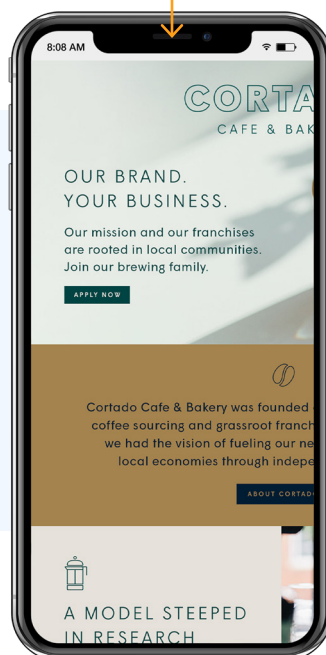 8:08 AM
CORTA
CAFE & BAK
OUR BRAND.
YOUR BUSINESS.
Our mission and our franchises
are rooted in local communities.
Join our brewing family.
APPLY NOW
Cortado Cafe & Bakery was founded
coffee sourcing and grassroot franch
we had the vision of fueling our ne
local economies through indepe
ABOUT CORTADO
A MODEL STEEPED
IN RESEARCH